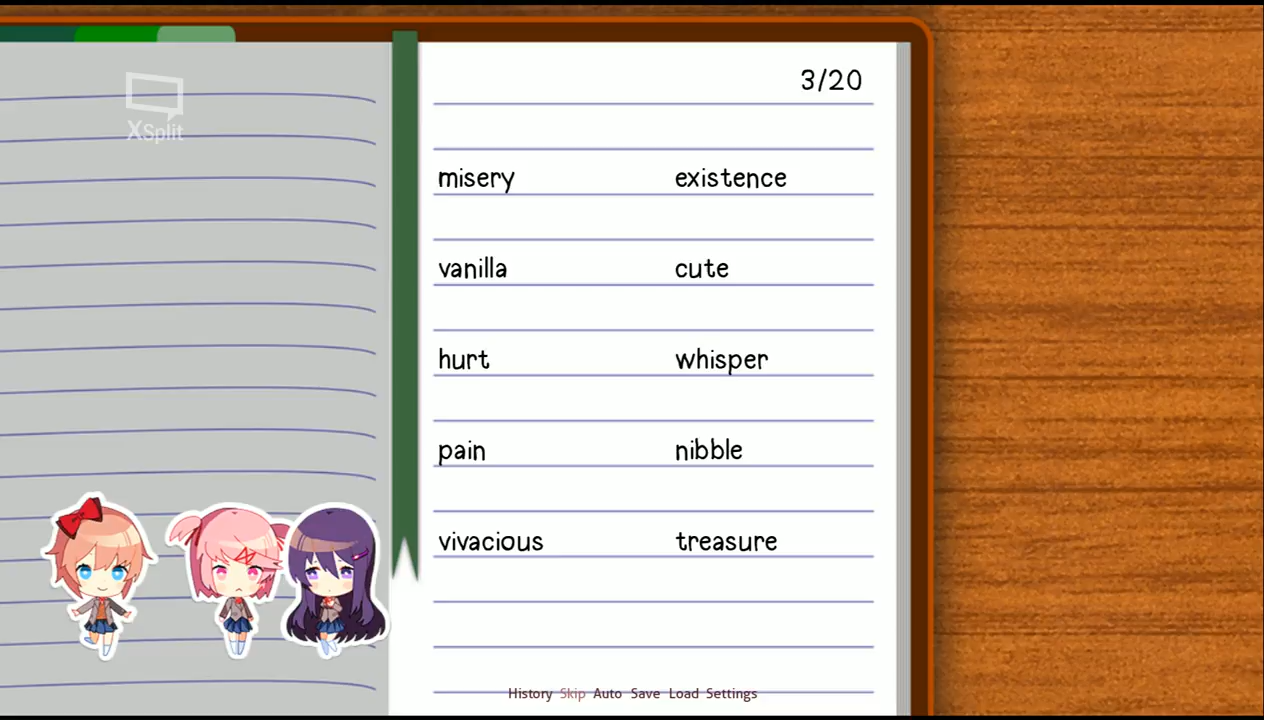 3/20
XSplit
misery existence
vanilla cute
hurt whisper
pain nibble
vivacious treasure
History Skip Auto Save Load Settings